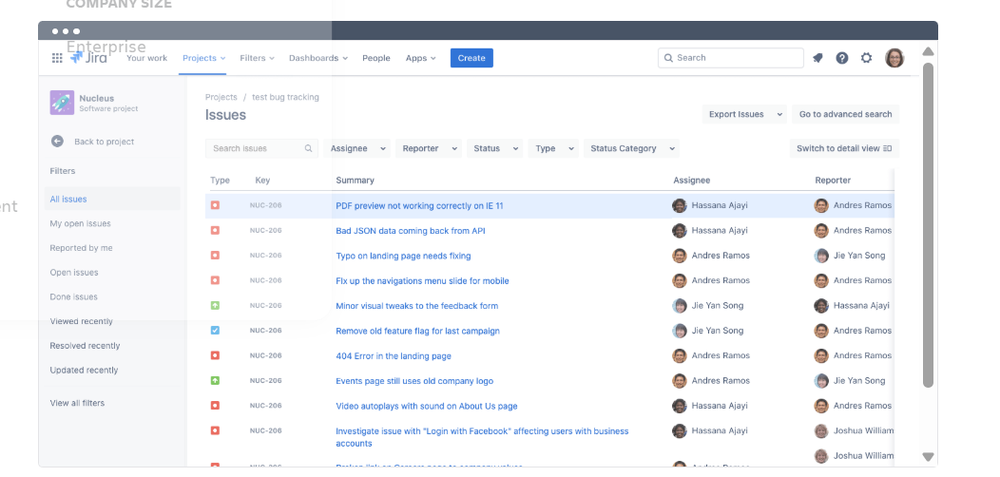 COMPANY SIZE
Enterprise
Jira Your work Projects Filters Dashboards People Apps Create Search
Nucleus
Software project
Back to project
Filters
All issues
My open issues
Reported by me
Open issues
Done issues
Viewed recently
Resolved recently
Updated recently
View all filters
ent
Projects / test bug tracking
Issues
Export Issues Go to advanced search
Search issues Assignee Reporter Status Type Status Category Switch to detail view
Type Key Summary Assignee Reporter
NUC-206 PDF preview not working correctly on IE 11 Hassana Ajayi Andres Ramos
NUC-206 Bad JSON data coming back from API Hassana Ajayi Andres Ramos
NUC-206 Typo on landing page needs fixing Andres Ramos Jie Yan Song
NUC-206 FIx up the navigations menu slide for mobile Andres Ramos Andres Ramos
NUC-206 Minor visual tweaks to the feedback form Jie Yan Song Hassana Ajayi
NUC-206 Remove old feature flag for last campaign Jie Yan Song Andres Ramos
NUC-206 404 Error in the landing page Andres Ramos Andres Ramos
NUC-206 Events page still uses old company logo Andres Ramos Jie Yan Song
NUC-206 Video autoplays with sound on About Us page Hassana Ajayi Andres Ramos
NUC-206 Investigate issue with "Login with Facebook" affecting users with business Hassana Ajayi Joshua William
accounts
Joshua William